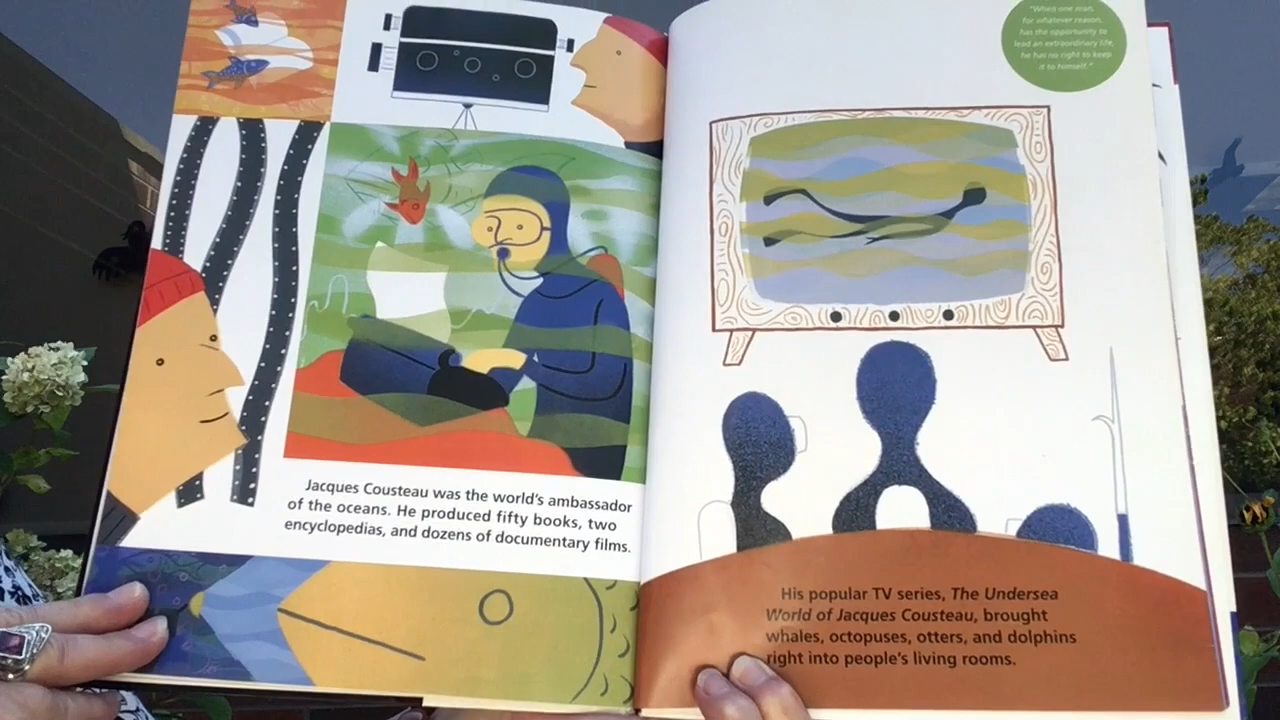 Jacques Cousteau was the world's ambassador
of the oceans. He produced fifty books, two
encyclopedias, and dozens of documentary films.
"When one man,
for whatever reason,
has the opportunity to
lead an extraordinary life,
he has no right to keep
it to himself."
His popular TV series, The Undersea
World of Jacques Cousteau, brought
whales, octopuses, otters, and dolphins
right into people's living rooms.